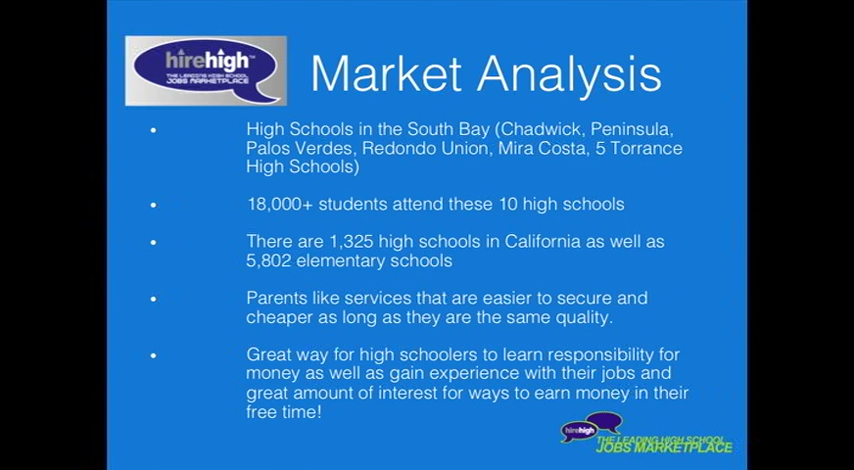 hirehigh™
THE LEADING HIGH SCHOOL
JOBS MARKETPLACE
Market Analysis
• High Schools in the South Bay (Chadwick, Peninsula,
Palos Verdes, Redondo Union, Mira Costa, 5 Torrance
High Schools)
• 18,000+ students attend these 10 high schools
• There are 1,325 high schools in California as well as
5,802 elementary schools
• Parents like services that are easier to secure and
cheaper as long as they are the same quality.
• Great way for high schoolers to learn responsibility for
money as well as gain experience with their jobs and
great amount of interest for ways to earn money in their
free time!
hirehigh
THE LEADING HIGH SCHOOL
JOBS MARKETPLACE